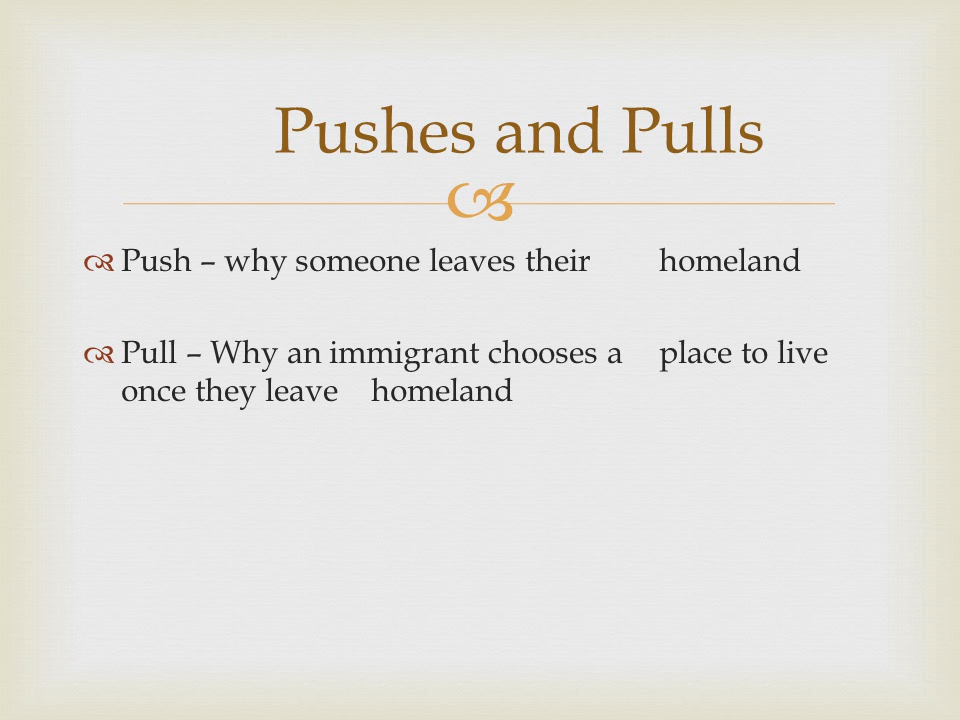 Pushes and Pulls
Push – why someone leaves their homeland
Pull – Why an immigrant chooses a place to live
once they leave homeland